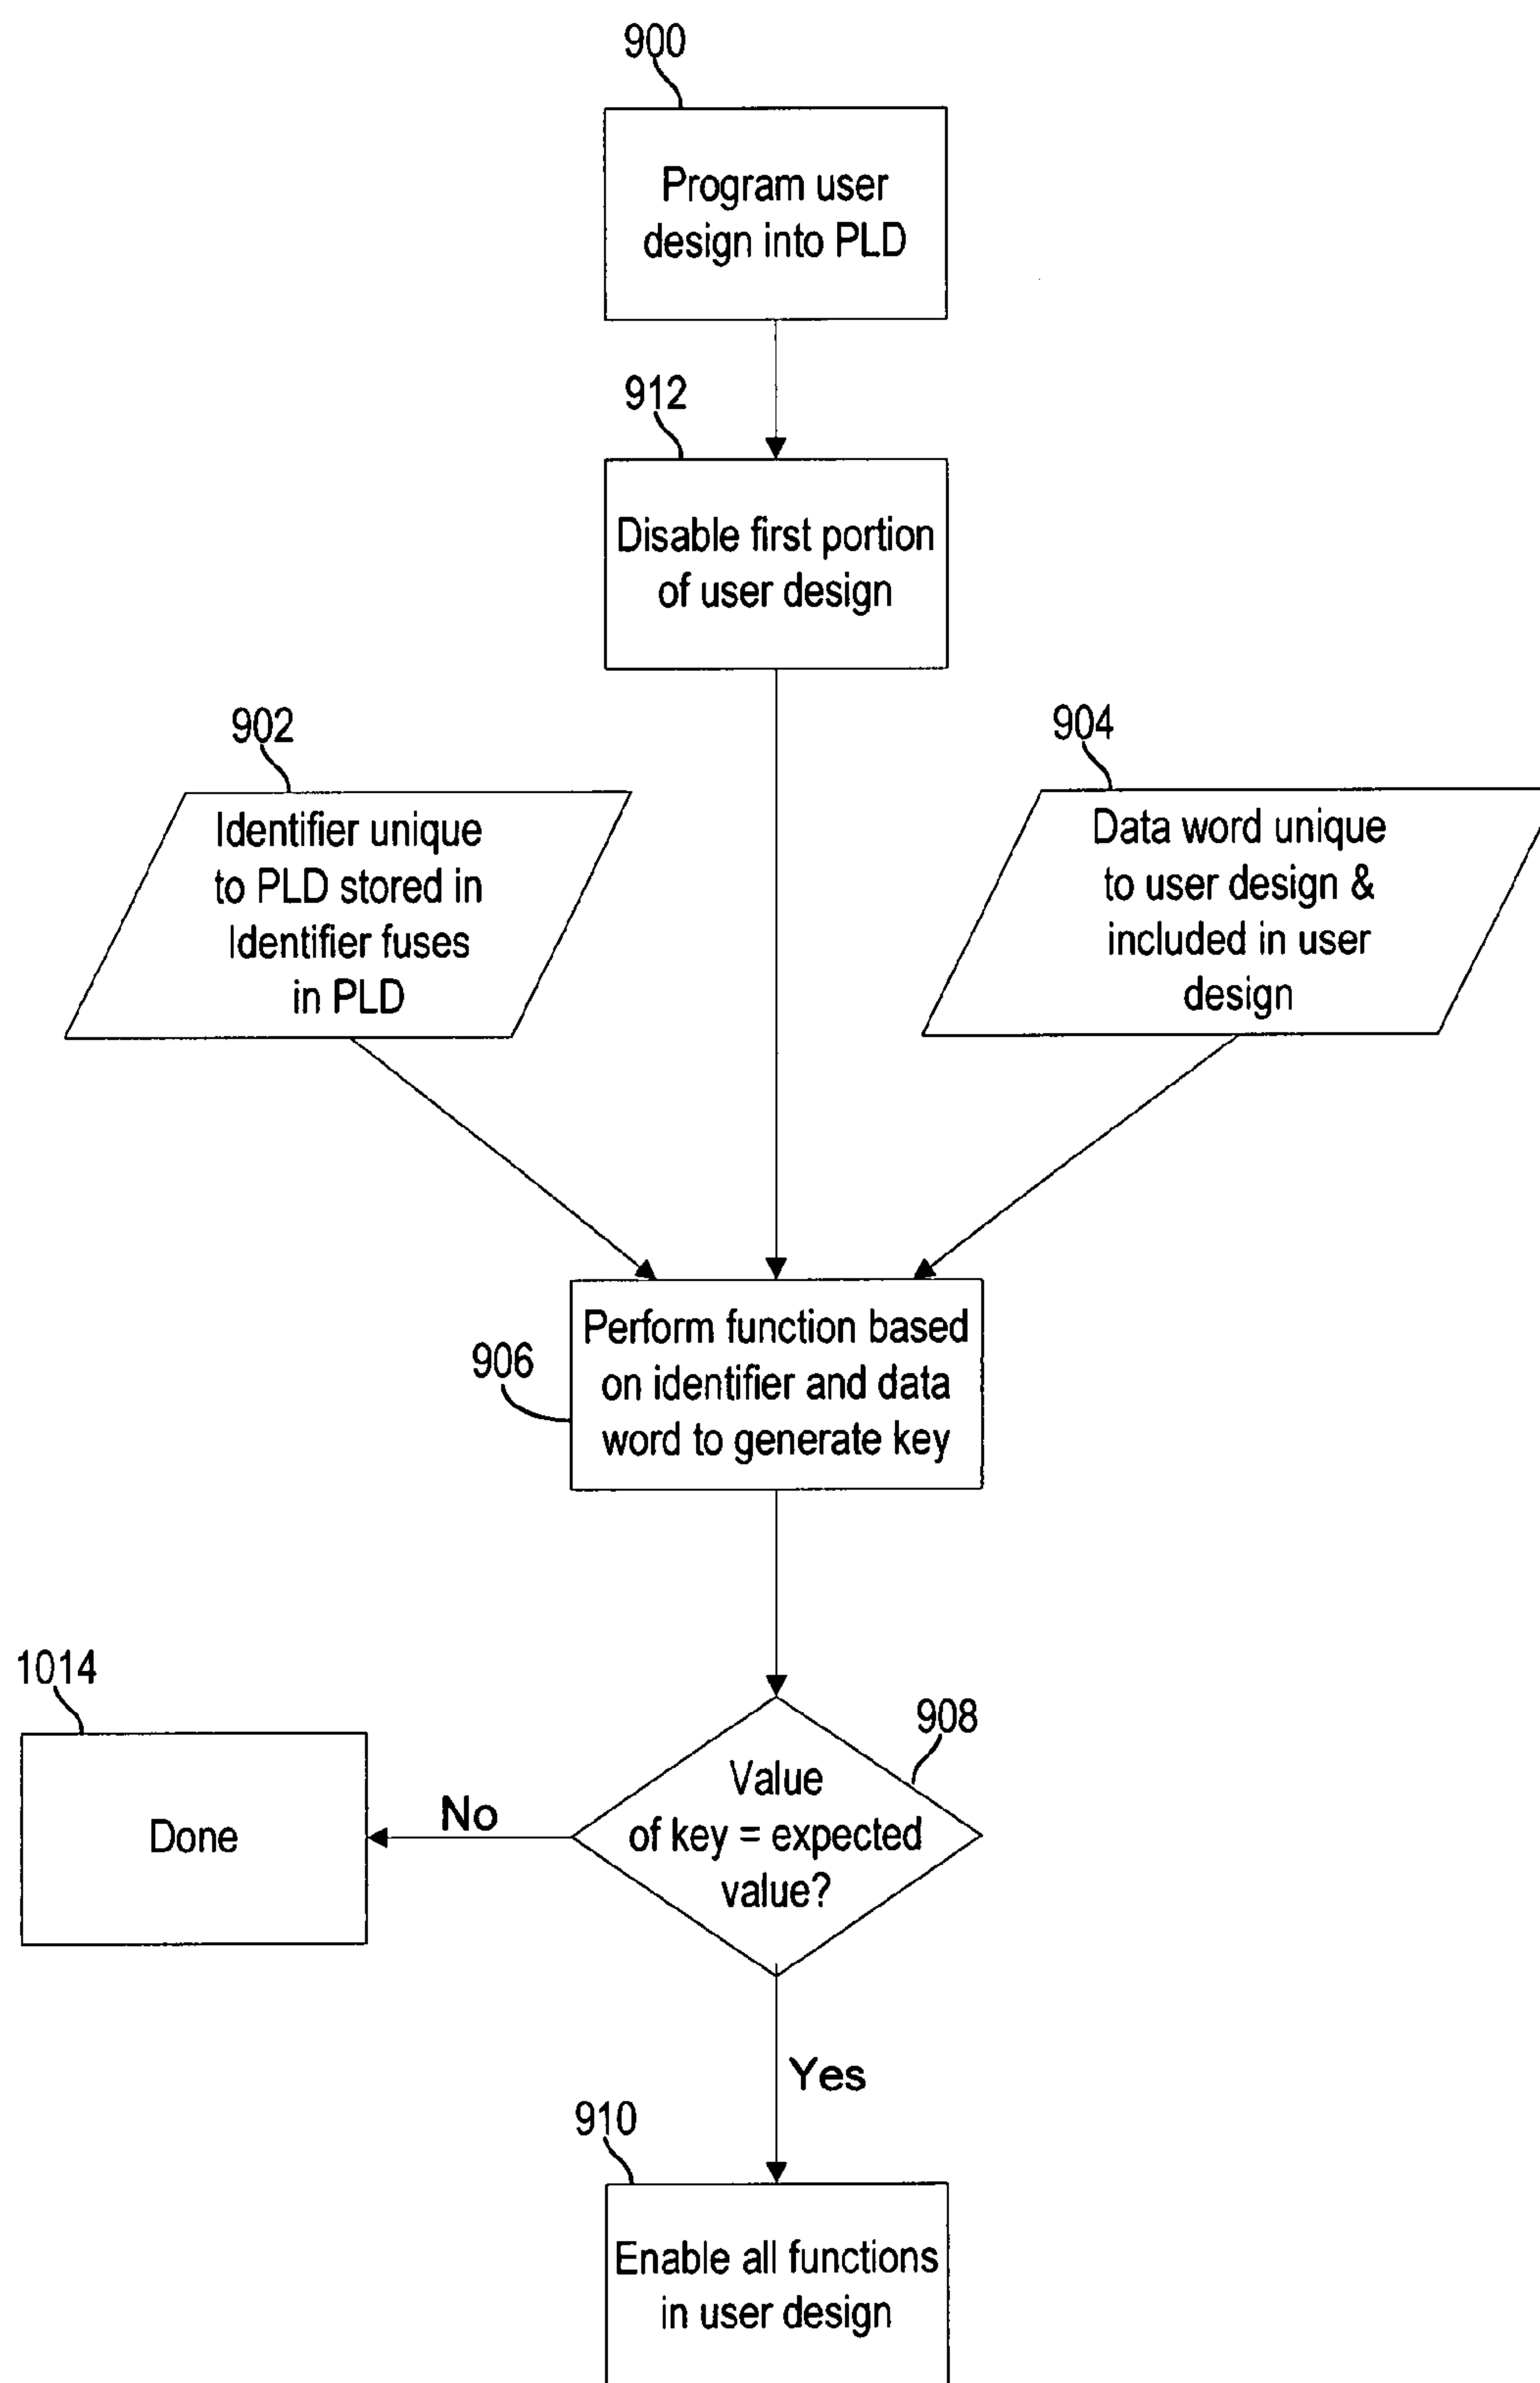 900
Program user
design into PLD
912
Disable first portion
of user design
902
Identifier unique
to PLD stored in
Identifier fuses
in PLD
904
Data word unique
to user design &
included in user
design
906
Perform function based
on identifier and data
word to generate key
1014
Done
No
908
Value
of key = expected
value?
Yes
910
Enable all functions
in user design